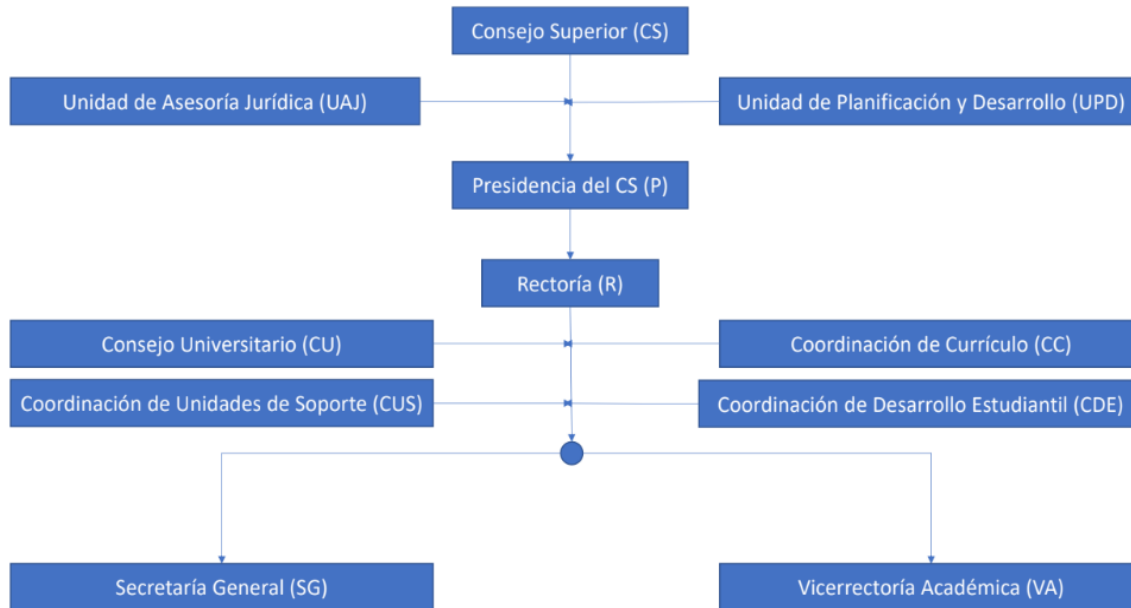 Consejo Superior (CS)
Unidad de Asesoría Jurídica (UAJ)
Unidad de Planificación y Desarrollo (UPD)
Presidencia del CS (P)
Rectoría (R)
Consejo Universitario (CU)
Coordinación de Currículo (CC)
Coordinación de Unidades de Soporte (CUS)
Coordinación de Desarrollo Estudiantil (CDE)
Secretaría General (SG)
Vicerrectoría Académica (VA)